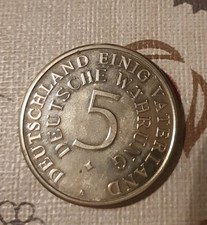 DEUTSCHLAND EINIG VATERLAND
DEUTSCHE WÄHRUNG
5